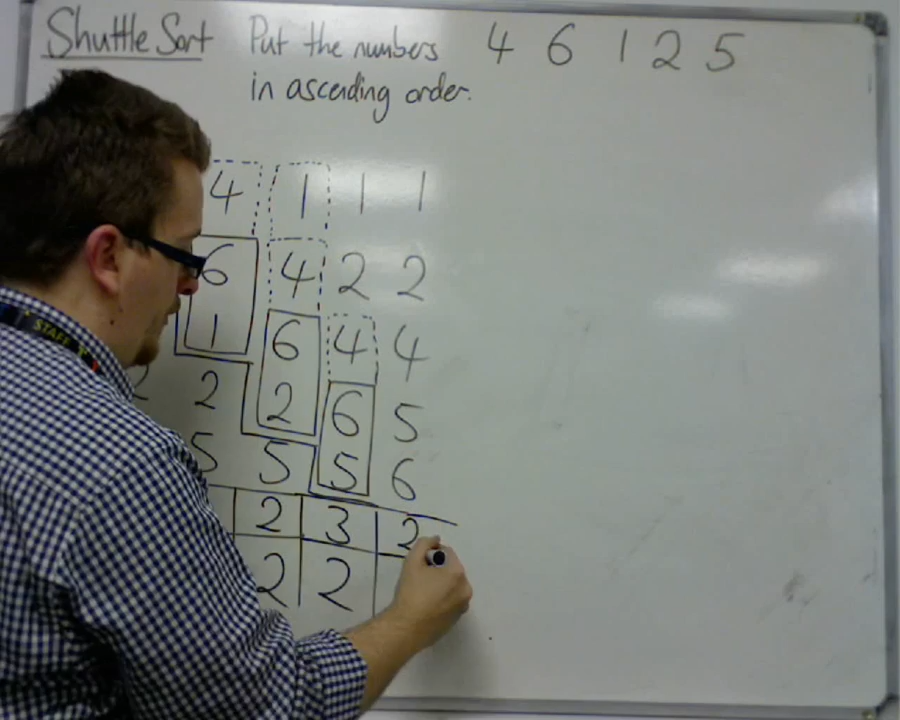 Shuttle Sort Put the numbers 4 6 1 2 5
in ascending order.
4 1 1 1
6 4 2 2
1 6 4 4
2 2 6 5
5 5 5 6
2 3 2
2 2
STAFF